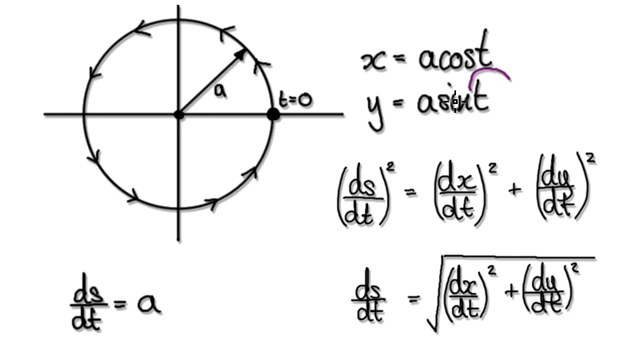 x = acost
y = asint
a
t=0
(ds/dt)² = (dx/dt)² + (dy/dt)²
ds/dt = √((dx/dt)² + (dy/dt)²)
ds/dt = a